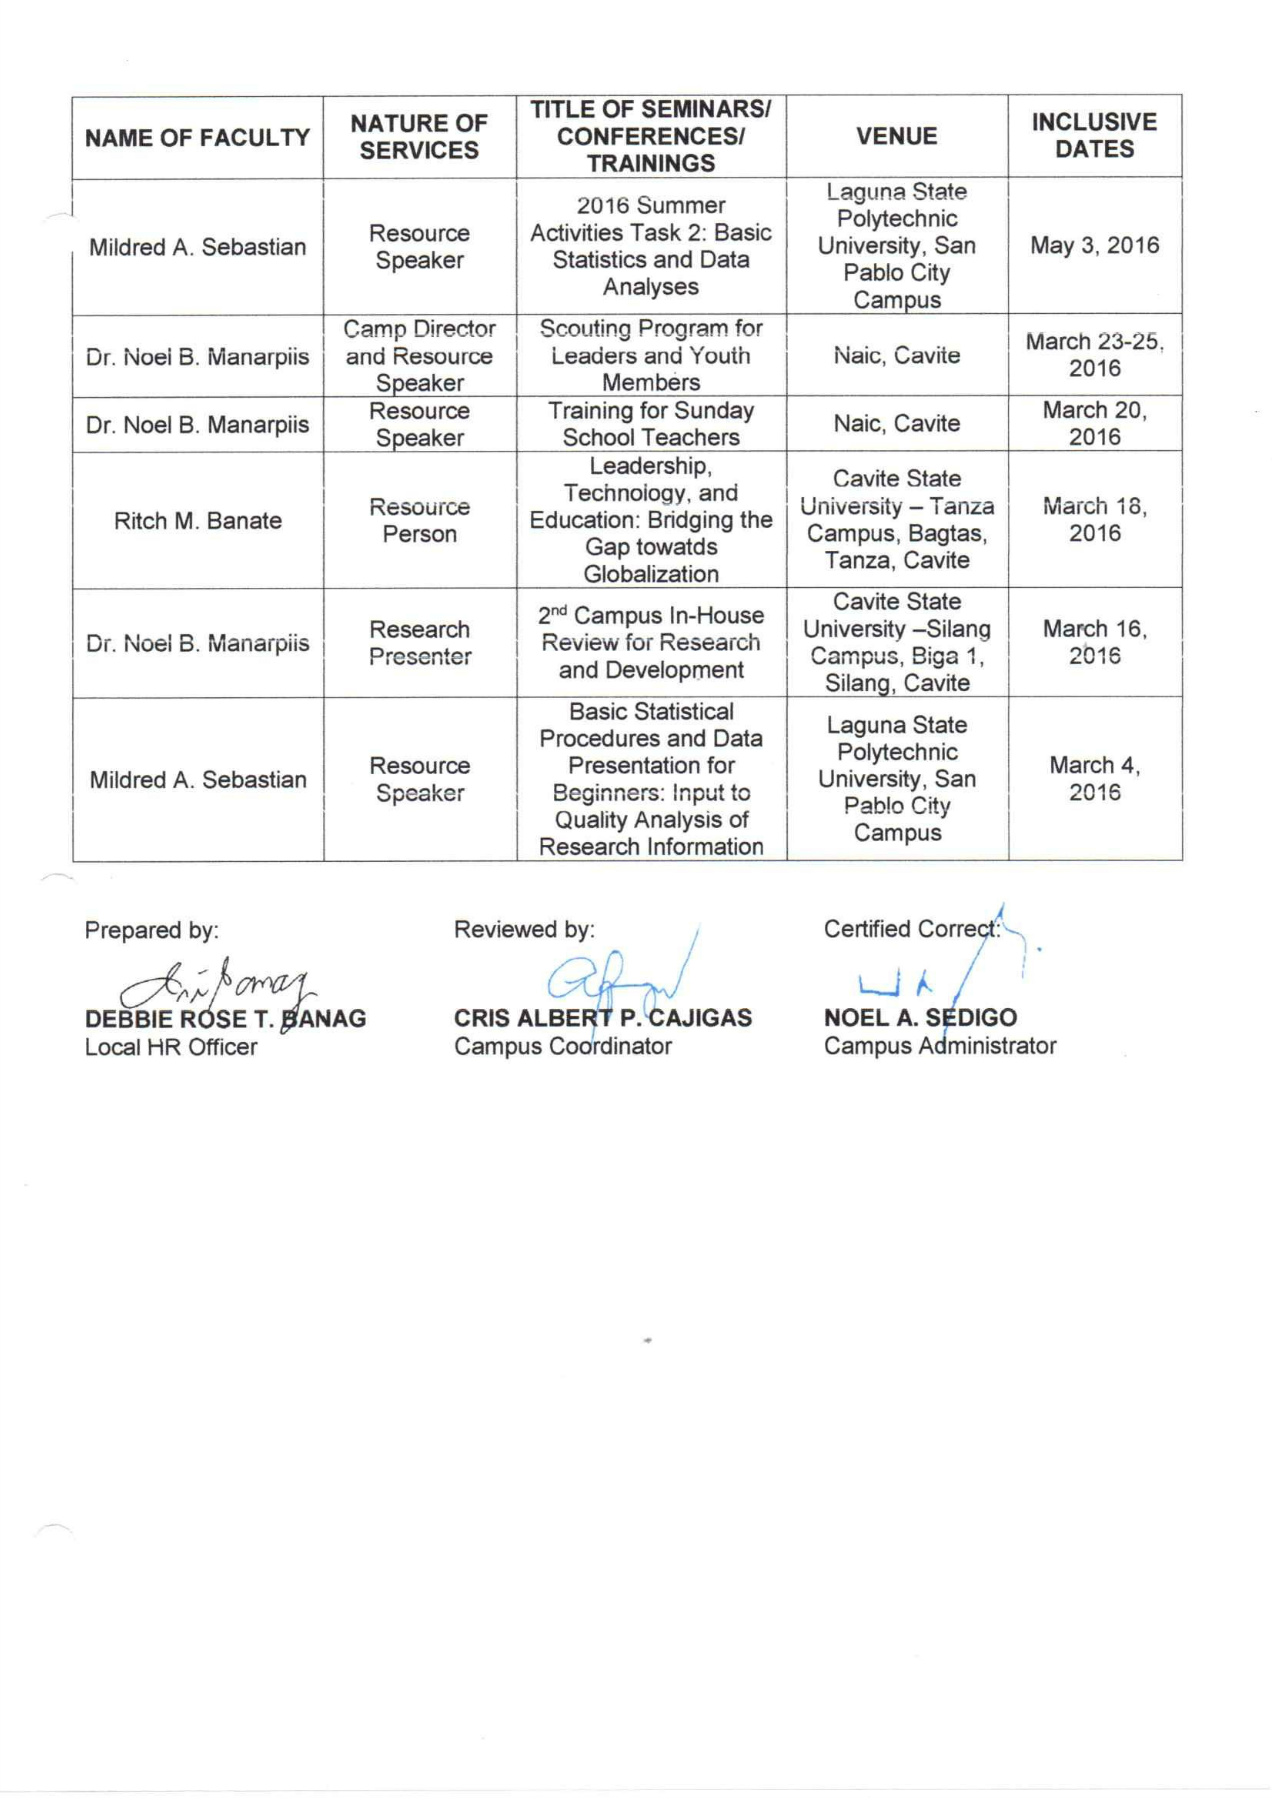 NAME OF FACULTY
NATURE OF
SERVICES
TITLE OF SEMINARS/
CONFERENCES/
TRAININGS
VENUE
INCLUSIVE
DATES
Mildred A. Sebastian
Resource
Speaker
2016 Summer
Activities Task 2: Basic
Statistics and Data
Analyses
Laguna State
Polytechnic
University, San
Pablo City
Campus
May 3, 2016
Dr. Noel B. Manarpiis
Camp Director
and Resource
Speaker
Scouting Program for
Leaders and Youth
Members
Naic, Cavite
March 23-25,
2016
Dr. Noel B. Manarpiis
Resource
Speaker
Training for Sunday
School Teachers
Naic, Cavite
March 20,
2016
Ritch M. Banate
Resource
Person
Leadership,
Technology, and
Education: Bridging the
Gap towatds
Globalization
Cavite State
University – Tanza
Campus, Bagtas,
Tanza, Cavite
March 18,
2016
Dr. Noel B. Manarpiis
Research
Presenter
2nd Campus In-House
Review for Research
and Development
Cavite State
University –Silang
Campus, Biga 1,
Silang, Cavite
March 16,
2016
Mildred A. Sebastian
Resource
Speaker
Basic Statistical
Procedures and Data
Presentation for
Beginners: Input to
Quality Analysis of
Research Information
Laguna State
Polytechnic
University, San
Pablo City
Campus
March 4,
2016
Prepared by:
DEBBIE ROSE T. BANAG
Local HR Officer
Reviewed by:
CRIS ALBERT P. CAJIGAS
Campus Coordinator
Certified Correct:
NOEL A. SEDIGO
Campus Administrator